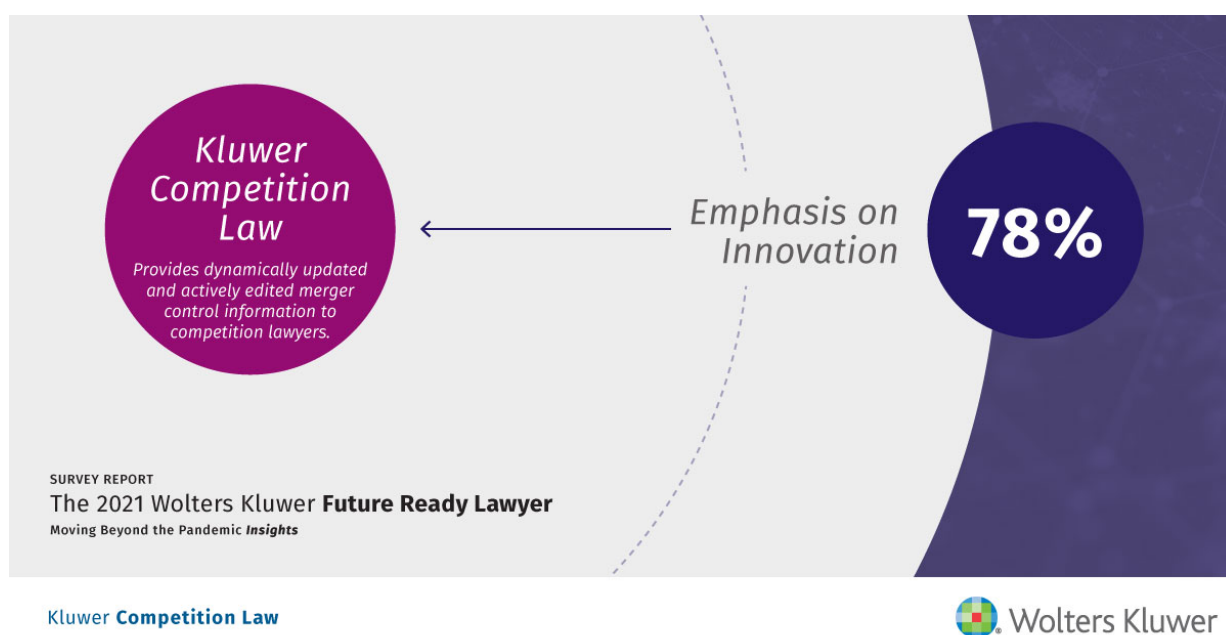 Kluwer
Competition
Law
Provides dynamically updated
and actively edited merger
control information to
competition lawyers.
Emphasis on
Innovation
78%
SURVEY REPORT
The 2021 Wolters Kluwer Future Ready Lawyer
Moving Beyond the Pandemic Insights
Kluwer Competition Law
Wolters Kluwer